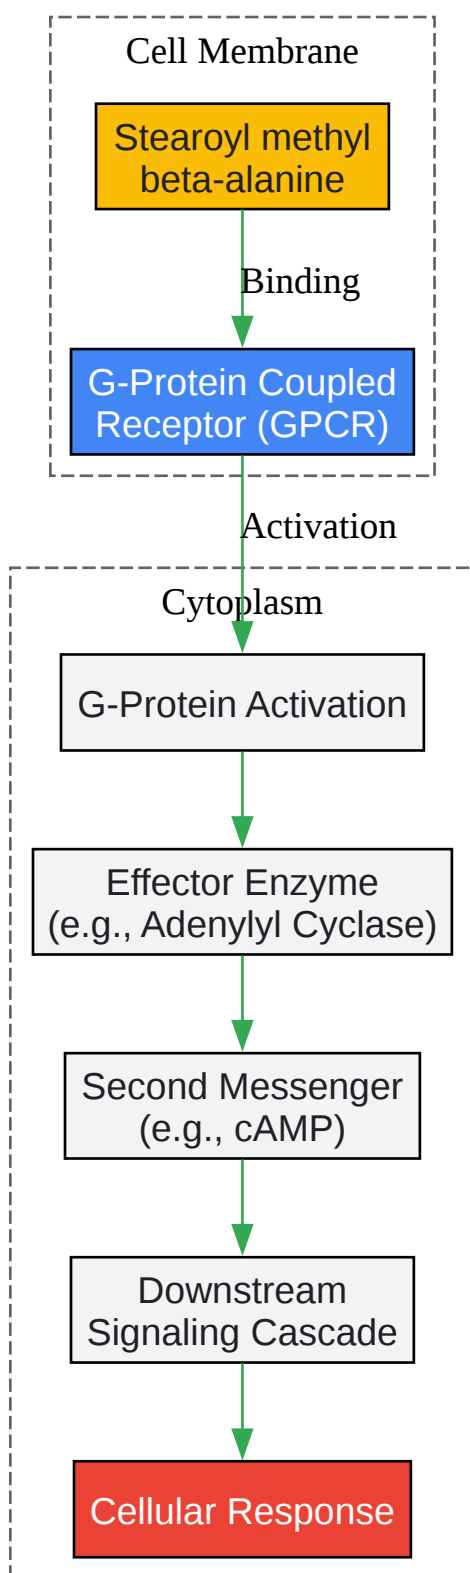 Cell Membrane
Stearoyl methyl
beta-alanine
Binding
G-Protein Coupled
Receptor (GPCR)
Activation
Cytoplasm
G-Protein Activation
Effector Enzyme
(e.g., Adenylyl Cyclase)
Second Messenger
(e.g., cAMP)
Downstream
Signaling Cascade
Cellular Response